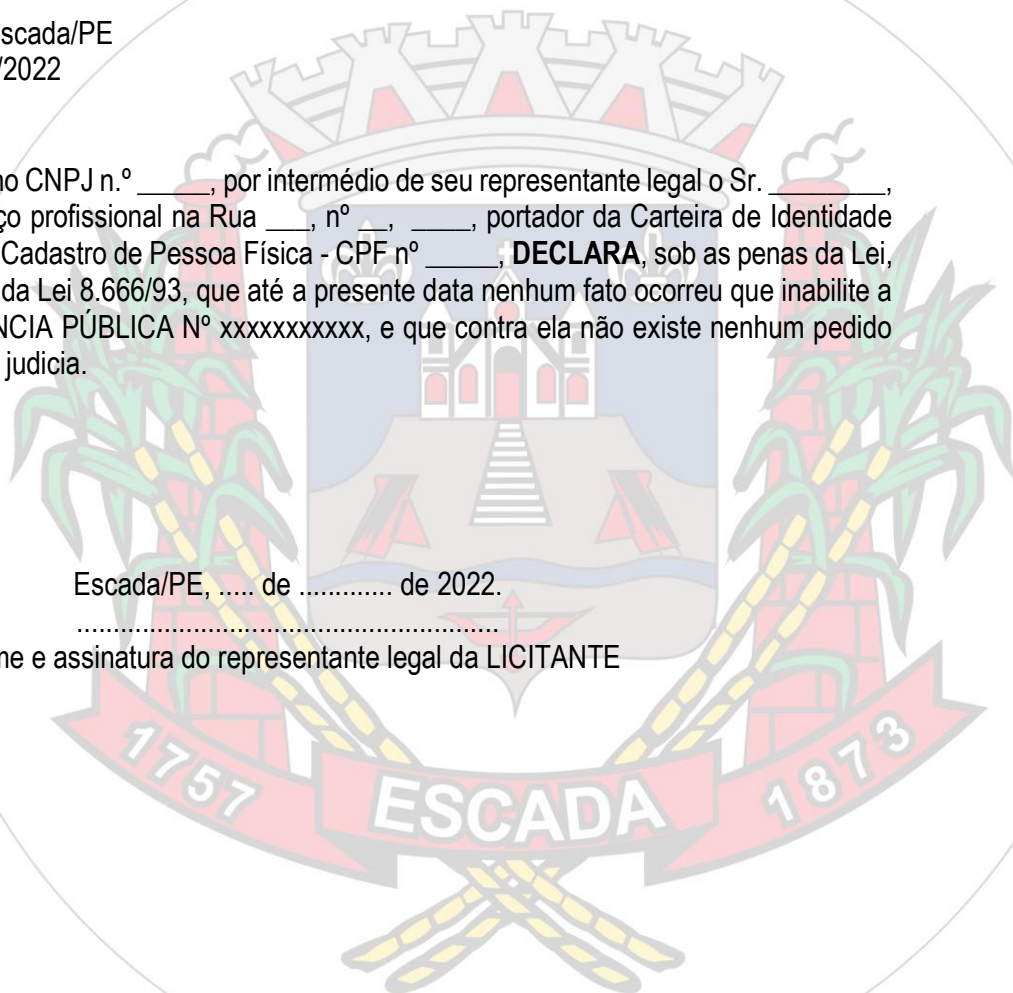 scada/PE
/2022
no CNPJ n.º _____, por intermédio de seu representante legal o Sr. ________,
ço profissional na Rua ___, nº __, ____, portador da Carteira de Identidade
Cadastro de Pessoa Física - CPF nº _____, DECLARA, sob as penas da Lei,
da Lei 8.666/93, que até a presente data nenhum fato ocorreu que inabilite a
NCIA PÚBLICA Nº xxxxxxxxxxx, e que contra ela não existe nenhum pedido
judicia.
Escada/PE, ..... de ............. de 2022.
..........................................................
me e assinatura do representante legal da LICITANTE
1757 ESCADA 1873